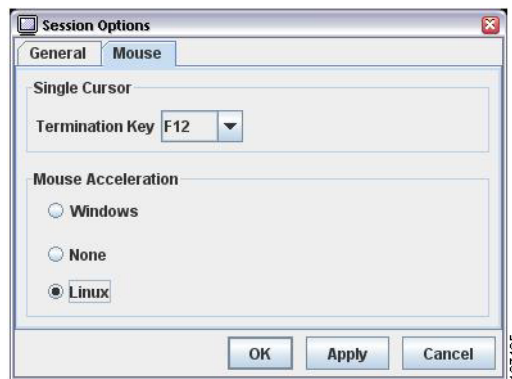 Session Options
General Mouse
Single Cursor
Termination Key F12
Mouse Acceleration
Windows
None
Linux
OK Apply Cancel